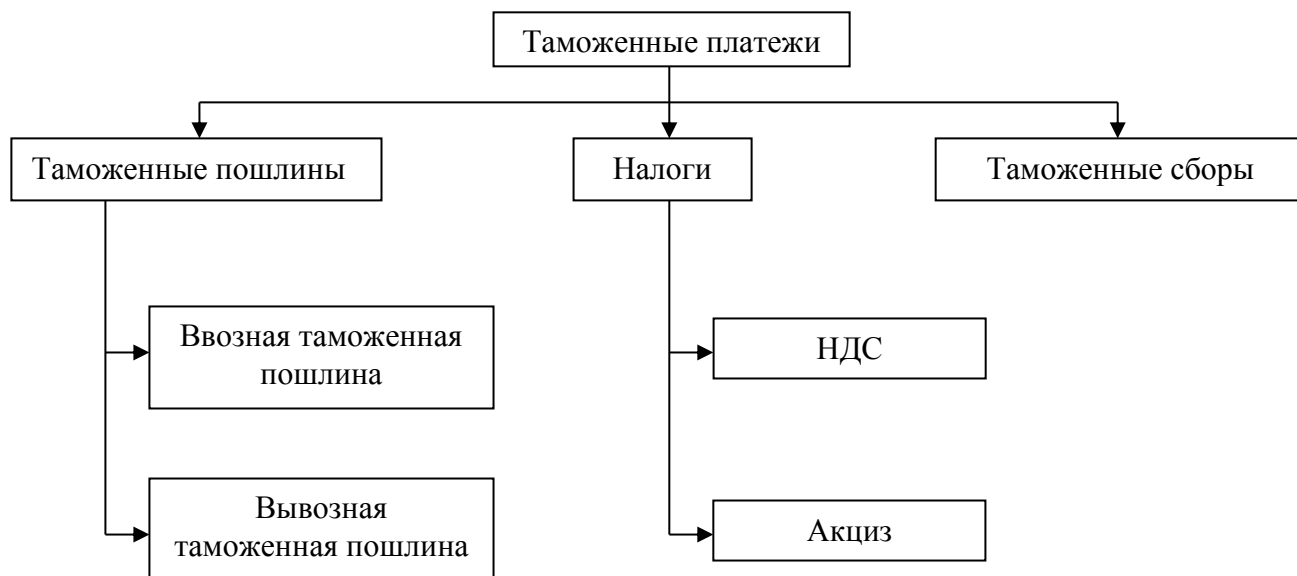 Таможенные платежи
Таможенные пошлины
Налоги
Таможенные сборы
Ввозная таможенная
пошлина
НДС
Вывозная
таможенная пошлина
Акциз